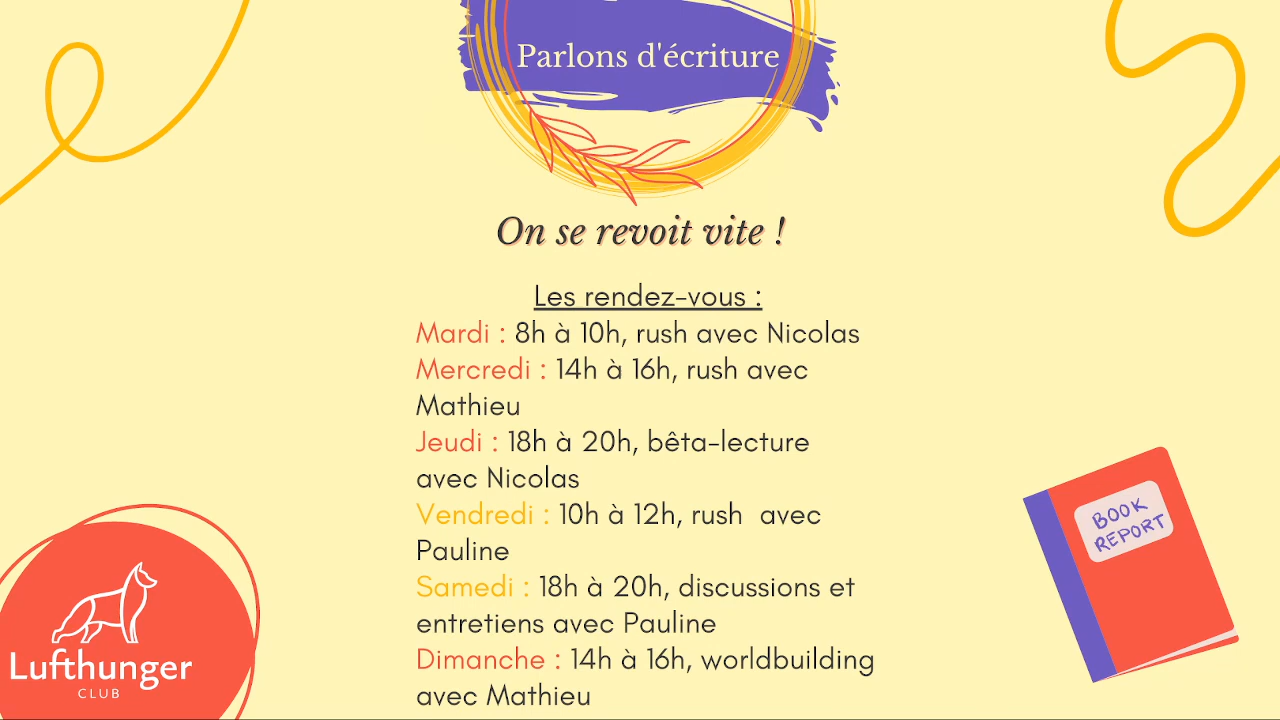 Parlons d'écriture
On se revoit vite !
Les rendez-vous :
Mardi : 8h à 10h, rush avec Nicolas
Mercredi : 14h à 16h, rush avec
Mathieu
Jeudi : 18h à 20h, bêta-lecture
avec Nicolas
Vendredi : 10h à 12h, rush  avec
Pauline
Samedi : 18h à 20h, discussions et
entretiens avec Pauline
Dimanche : 14h à 16h, worldbuilding
avec Mathieu
BOOK
REPORT
Lufthunger
CLUB